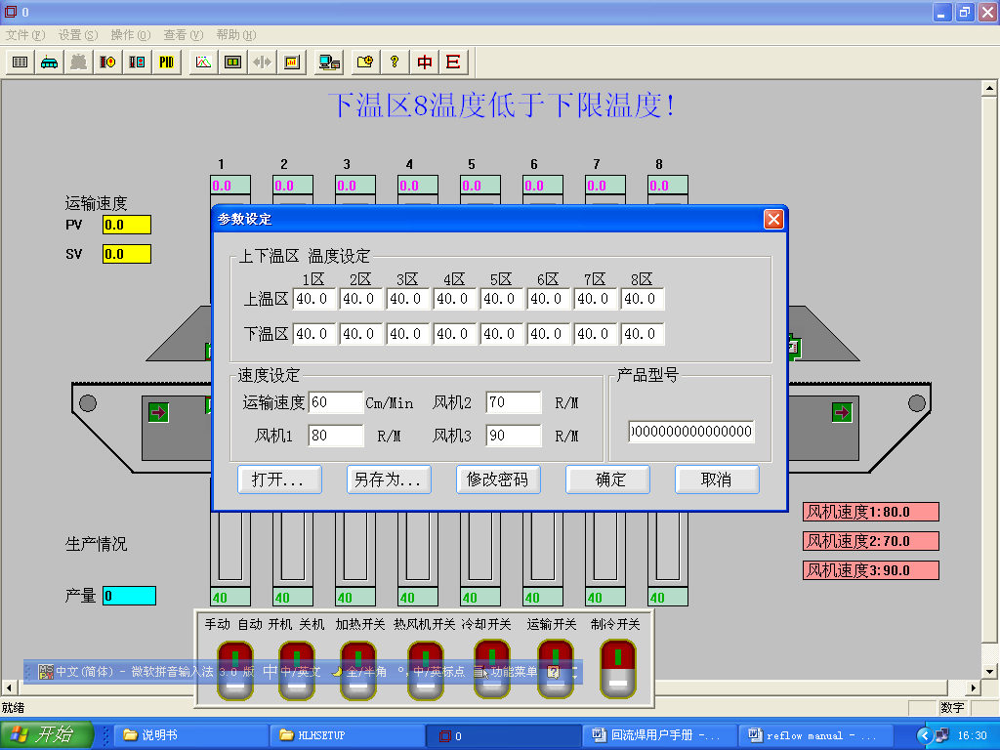 0
文件(F) 设置(S) 操作(O) 查看(V) 帮助(H)
PID ? 中 E
下温区8温度低于下限温度!
1 2 3 4 5 6 7 8
0.0 0.0 0.0 0.0 0.0 0.0 0.0 0.0
运输速度
PV 0.0
SV 0.0
参数设定
上下温区 温度设定
1区 2区 3区 4区 5区 6区 7区 8区
上温区 40.0 40.0 40.0 40.0 40.0 40.0 40.0 40.0
下温区 40.0 40.0 40.0 40.0 40.0 40.0 40.0 40.0
速度设定 产品型号
运输速度 60 Cm/Min 风机2 70 R/M
风机1 80 R/M 风机3 90 R/M
打开... 另存为... 修改密码 确定 取消
风机速度1:80.0
风机速度2:70.0
风机速度3:90.0
生产情况
产量 0
40 40 40 40 40 40 40 40
手动 自动 开机 关机 加热开关 热风机开关 冷却开关 运输开关 制冷开关
中文(简体) - 微软拼音输入法 3.0 版 中 中/英文 全/半角 中/英标点 功能菜单
就绪 数字
开始 说明书 HLHSETUP 0 回流焊用户手册 -... reflow manual - ... 16:30